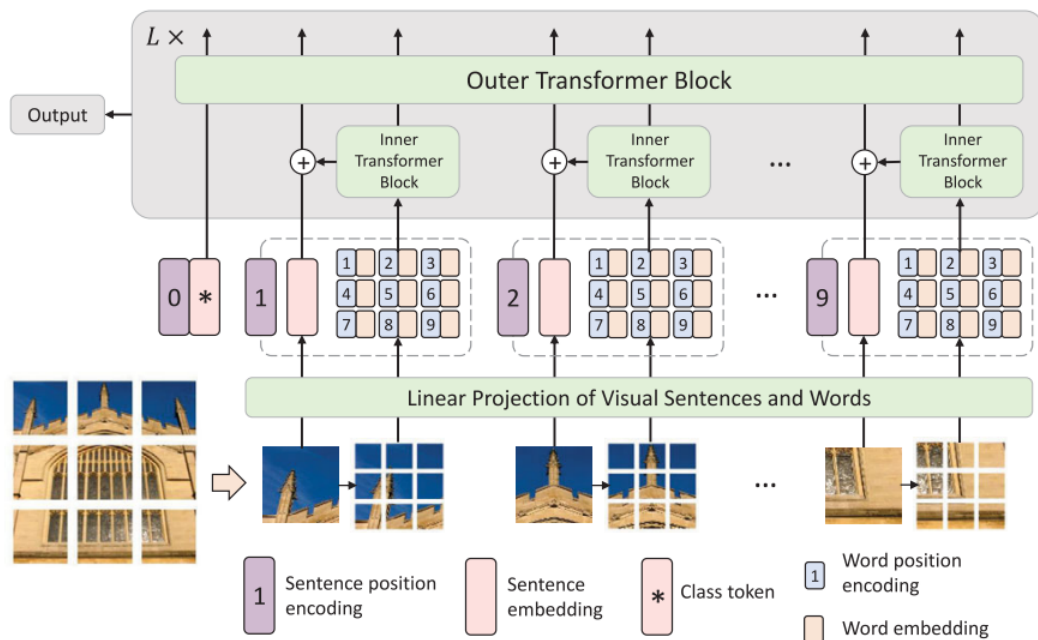 L ×
Outer Transformer Block
Output
Inner
Transformer
Block
+
Inner
Transformer
Block
+
...
Inner
Transformer
Block
+
0 *
1
1 2 3
4 5 6
7 8 9
2
1 2 3
4 5 6
7 8 9
...
9
1 2 3
4 5 6
7 8 9
Linear Projection of Visual Sentences and Words
...
1 Sentence position
encoding
Sentence
embedding
* Class token
1 Word position
encoding
Word embedding